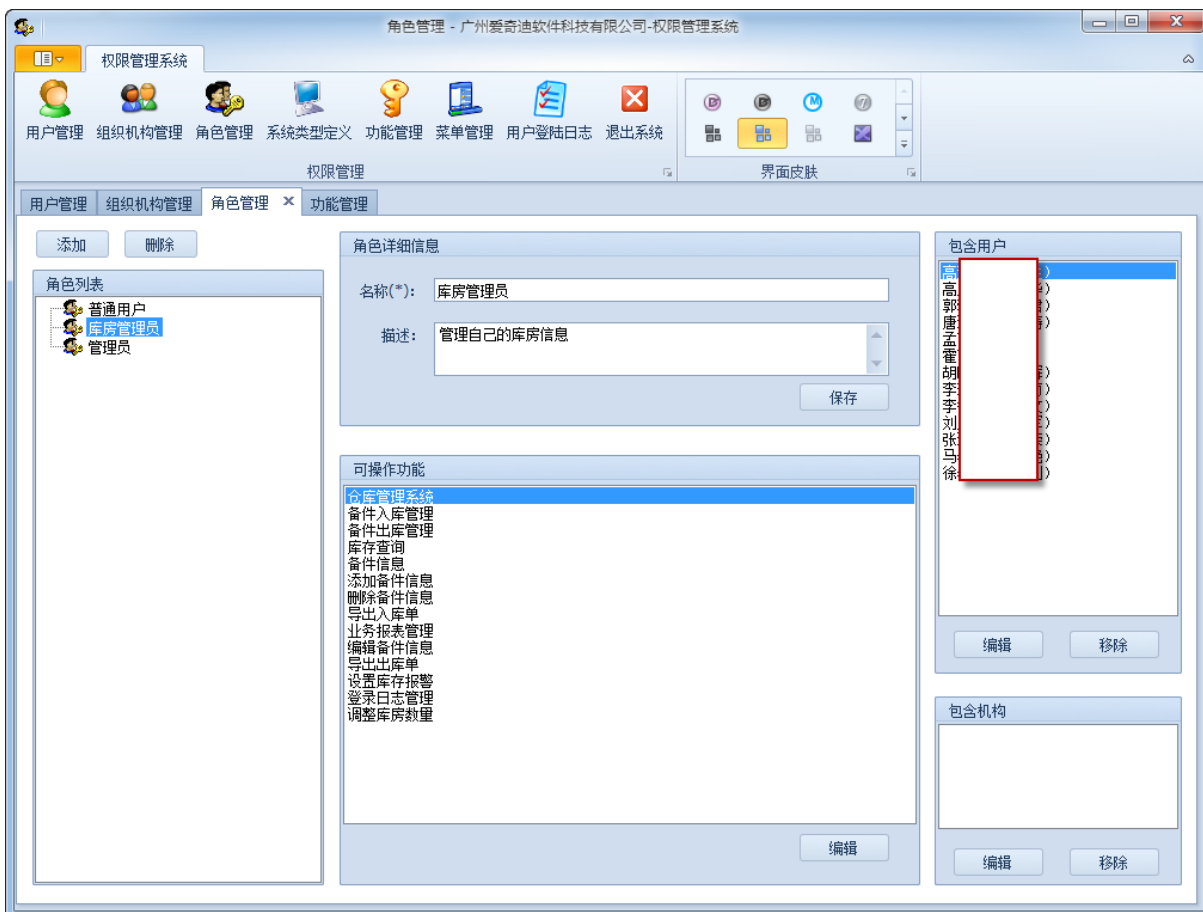 角色管理 - 广州爱奇迪软件科技有限公司-权限管理系统
权限管理系统
用户管理 组织机构管理 角色管理 系统类型定义 功能管理 菜单管理 用户登陆日志 退出系统
权限管理 界面皮肤
用户管理 组织机构管理 角色管理 功能管理
添加 删除
角色列表
普通用户
库房管理员
管理员
角色详细信息
名称(*): 库房管理员
描述: 管理自己的库房信息
保存
可操作功能
仓库管理系统
备件入库管理
备件出库管理
库存查询
备件信息
添加备件信息
删除备件信息
导出入库单
业务报表管理
编辑备件信息
导出出库单
设置库存报警
登录日志管理
调整库房数量
编辑
包含用户
高
高
郭
唐
孟
霍
胡
李
李
刘
张
马
徐
编辑 移除
包含机构
编辑 移除